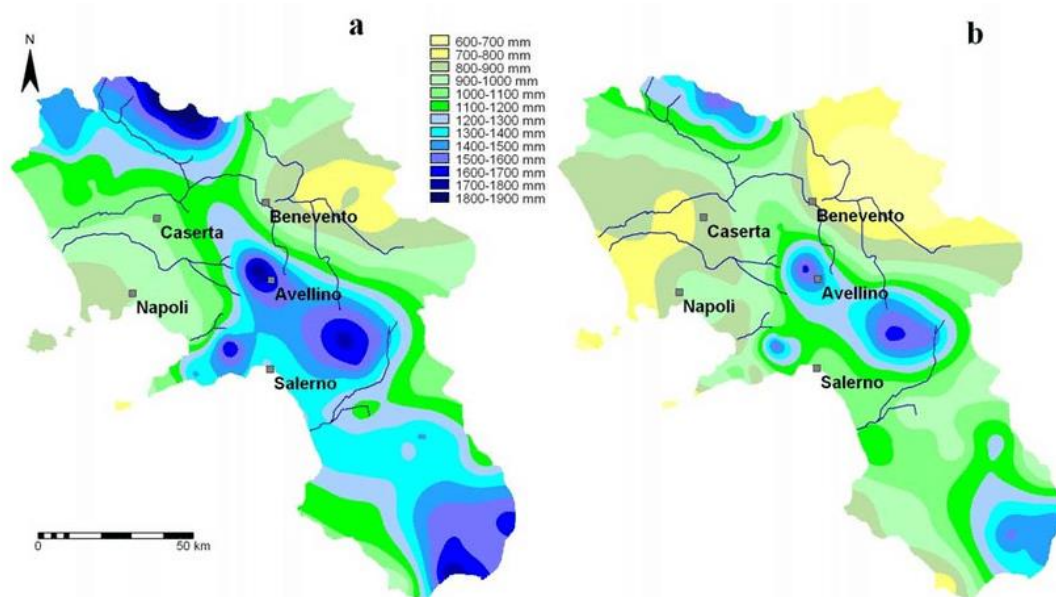 a
b
N
600-700 mm
700-800 mm
800-900 mm
900-1000 mm
1000-1100 mm
1100-1200 mm
1200-1300 mm
1300-1400 mm
1400-1500 mm
1500-1600 mm
1600-1700 mm
1700-1800 mm
1800-1900 mm
Benevento
Caserta
Avellino
Napoli
Salerno
0 50 km
Benevento
Caserta
Avellino
Napoli
Salerno